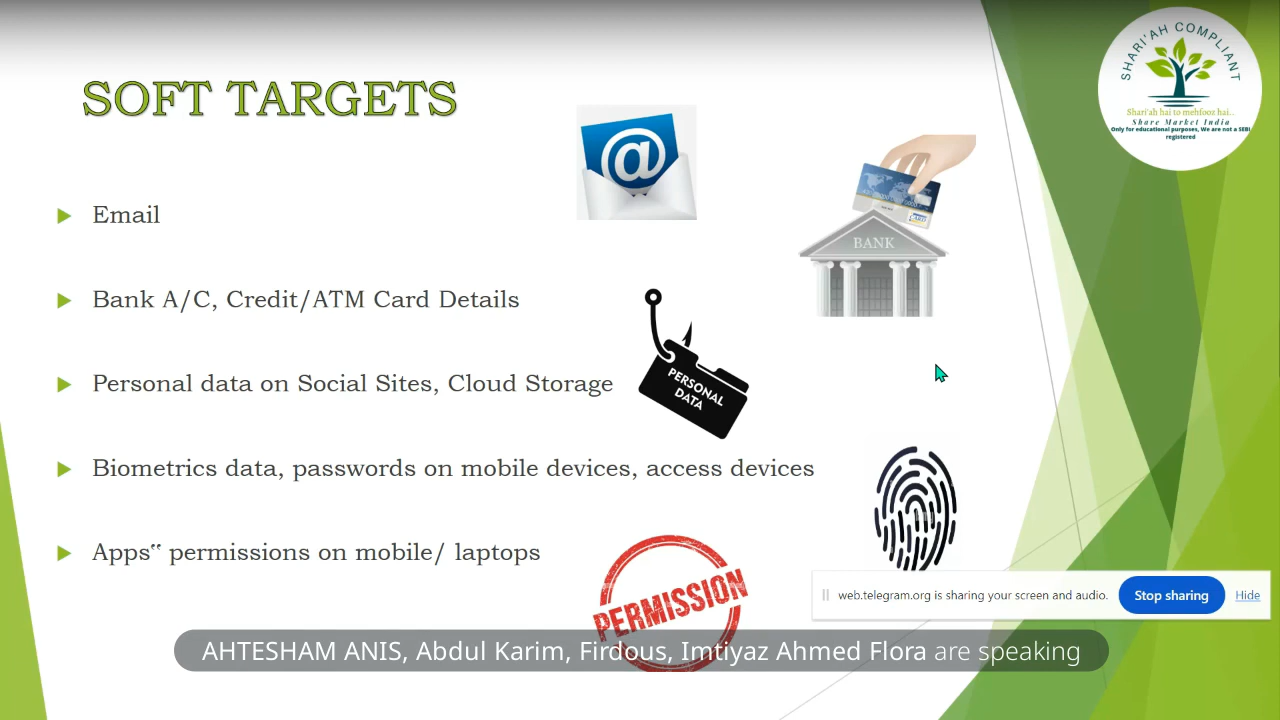 SOFT TARGETS
SHARI'AH COMPLIANT
Shari'ah hai to mehfooz hai..
Share Market India
Only for educational purposes, We are not a SEBI
registered
@
Email
BANK
Bank A/C, Credit/ATM Card Details
Personal data on Social Sites, Cloud Storage
PERSONAL
DATA
Biometrics data, passwords on mobile devices, access devices
Apps‟ permissions on mobile/ laptops
PERMISSION
web.telegram.org is sharing your screen and audio.
Stop sharing
Hide
AHTESHAM ANIS, Abdul Karim, Firdous, Imtiyaz Ahmed Flora are speaking